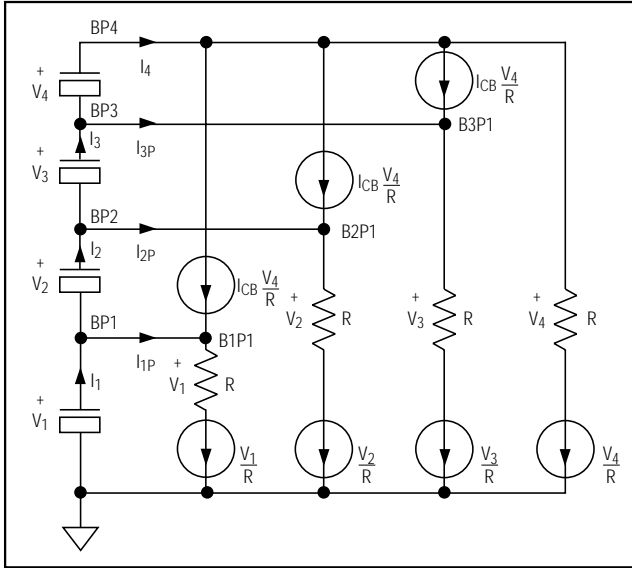 BP4
I4
+
V4
ICB V4/R
BP3
I3
I3P
B3P1
+
V3
ICB V4/R
BP2
I2
I2P
B2P1
+
V2
ICB V4/R
+
V2
R
+
V3
R
+
V4
R
BP1
I1P
B1P1
I1
+
V1
R
+
V1
V1/R
V2/R
V3/R
V4/R